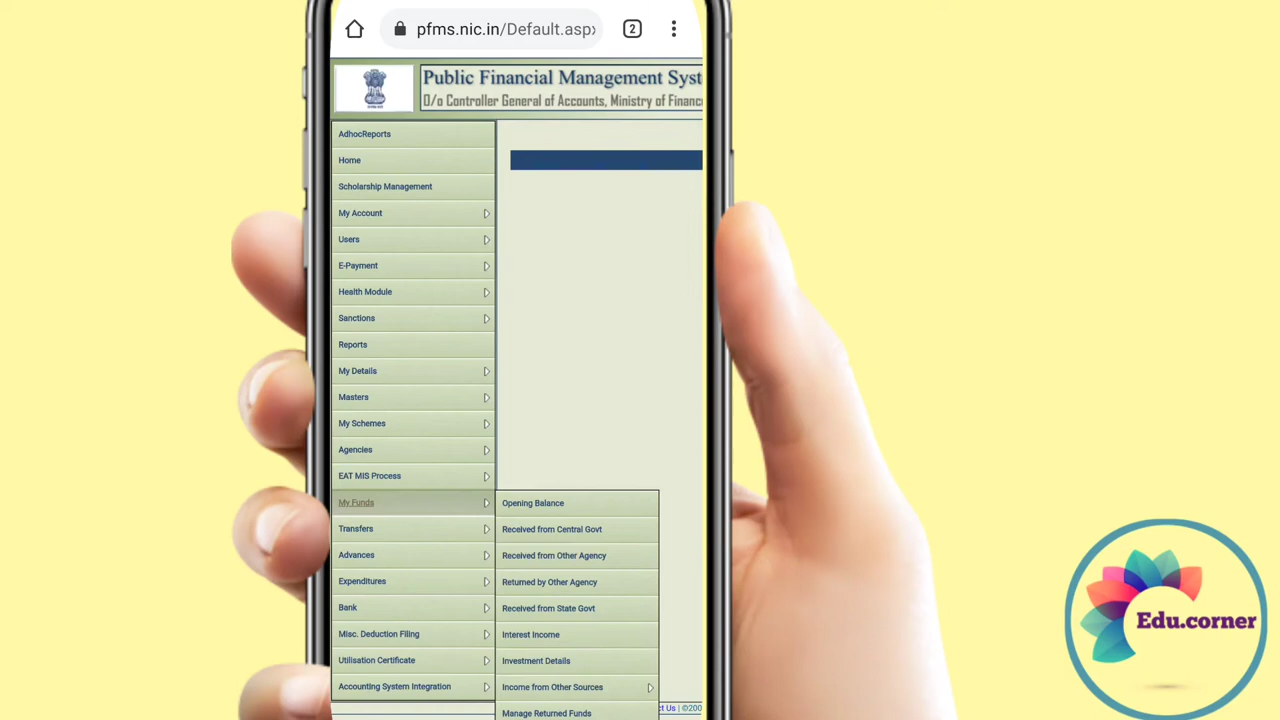 pfms.nic.in/Default.asp
2
Public Financial Management Syst
O/o Controller General of Accounts, Ministry of Financ
AdhocReports
Home
Scholarship Management
My Account
Users
E-Payment
Health Module
Sanctions
Reports
My Details
Masters
My Schemes
Agencies
EAT MIS Process
My Funds
Transfers
Advances
Expenditures
Bank
Misc. Deduction Filing
Utilisation Certificate
Accounting System Integration
Opening Balance
Received from Central Govt
Received from Other Agency
Returned by Other Agency
Received from State Govt
Interest Income
Investment Details
Income from Other Sources
Manage Returned Funds
ct Us | ©200
Edu.corner